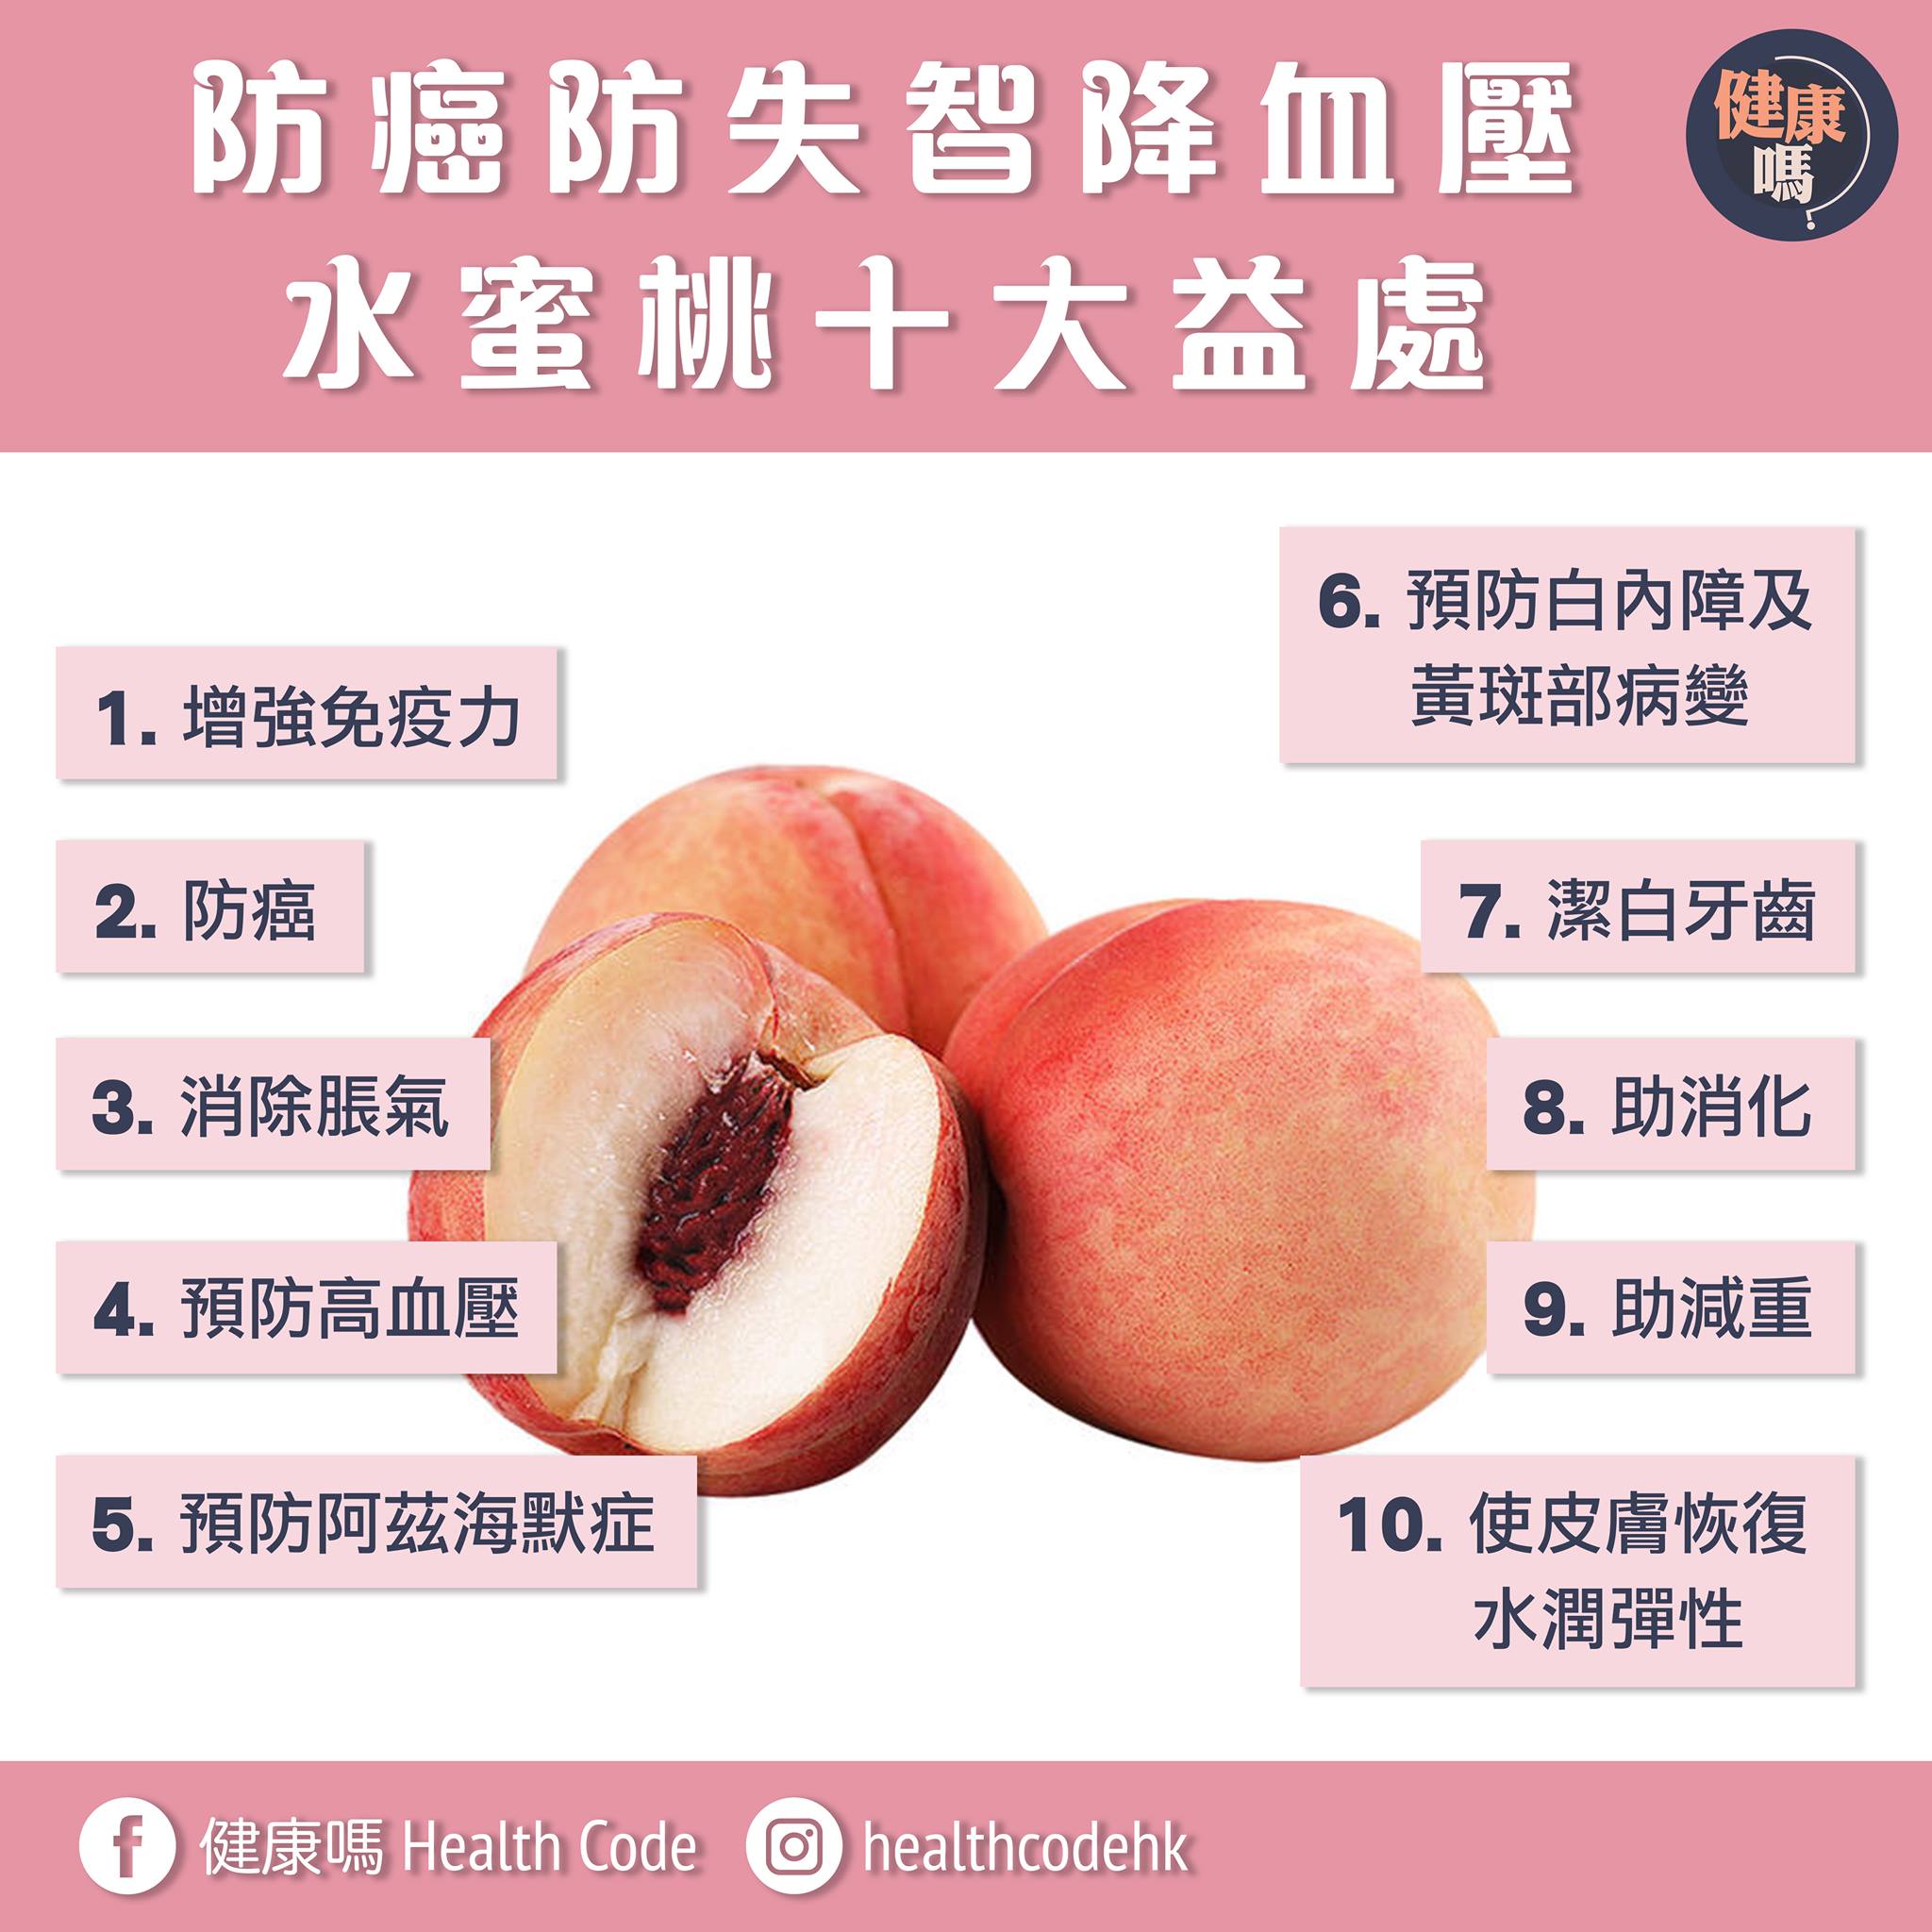 防癌防失智降血壓
水蜜桃十大益處
健康
嗎?
1. 增強免疫力
2. 防癌
3. 消除脹氣
4. 預防高血壓
5. 預防阿茲海默症
6. 預防白內障及
黃斑部病變
7. 潔白牙齒
8. 助消化
9. 助減重
10. 使皮膚恢復
水潤彈性
健康嗎 Health Code
healthcodehk